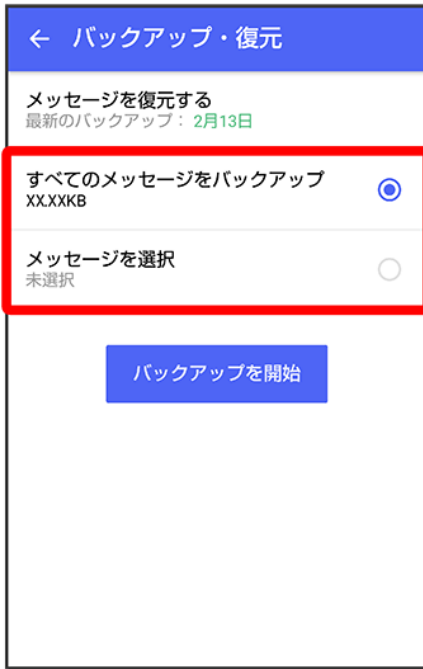 ← バックアップ・復元
メッセージを復元する
最新のバックアップ： 2月13日
すべてのメッセージをバックアップ
XX.XXKB
メッセージを選択
未選択
バックアップを開始